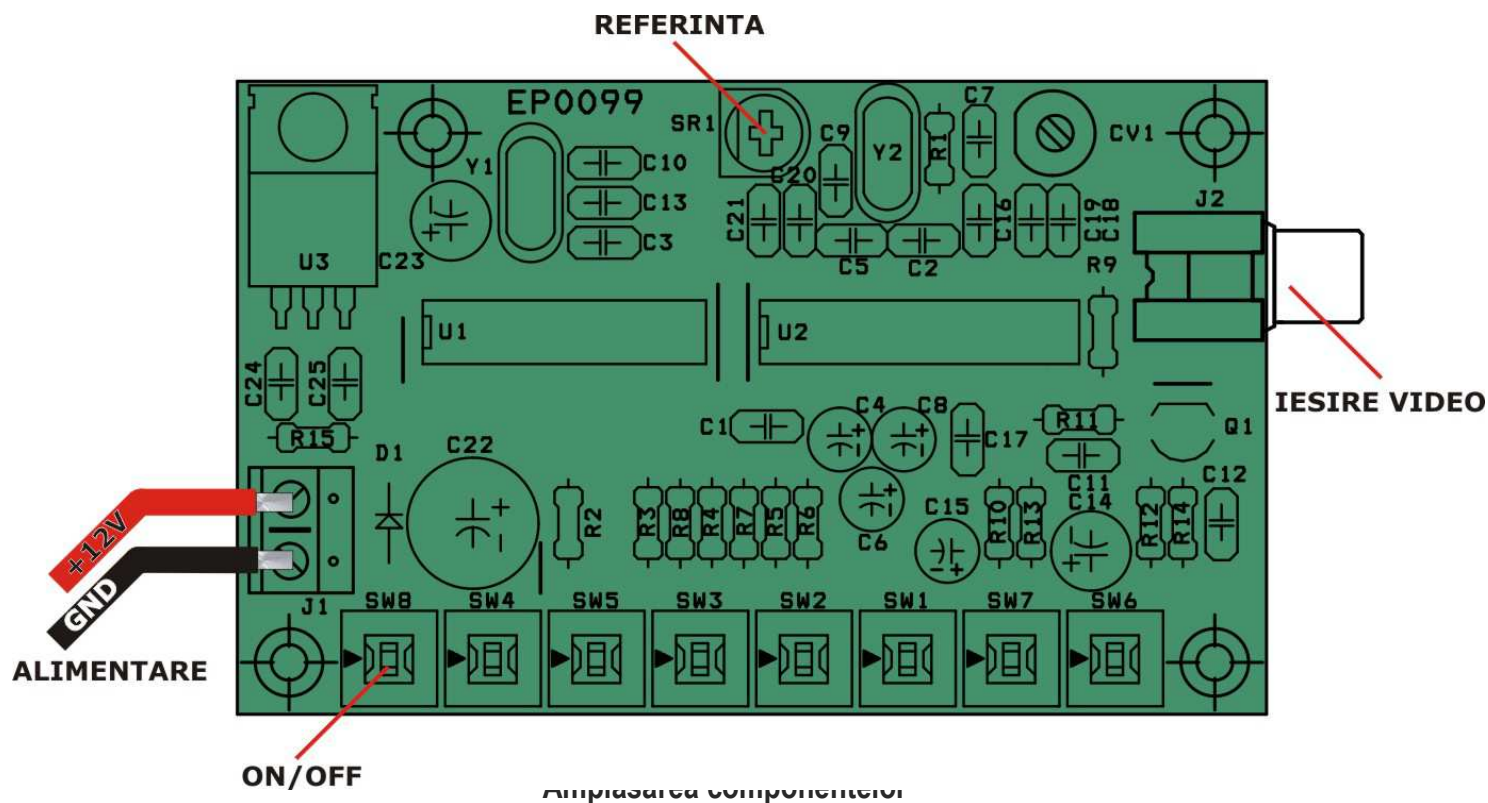 REFERINTA
EP0099
SR1
C7
CV1
C9
Y2
R1
Y1
C10
C20
C13
C21
C16
C19
C18
J2
C3
C5
C2
R9
U3
C23
U1
U2
C24
C25
IESIRE VIDEO
C1
C4
C8
C17
R11
Q1
R15
D1
C22
C11
C12
+12V
R2
R3
R8
R4
R7
R5
R6
C6
C15
R10
R13
C14
R12
R14
GND
J1
SW8
SW4
SW5
SW3
SW2
SW1
SW7
SW6
ALIMENTARE
ON/OFF
Amplasarea componentelor